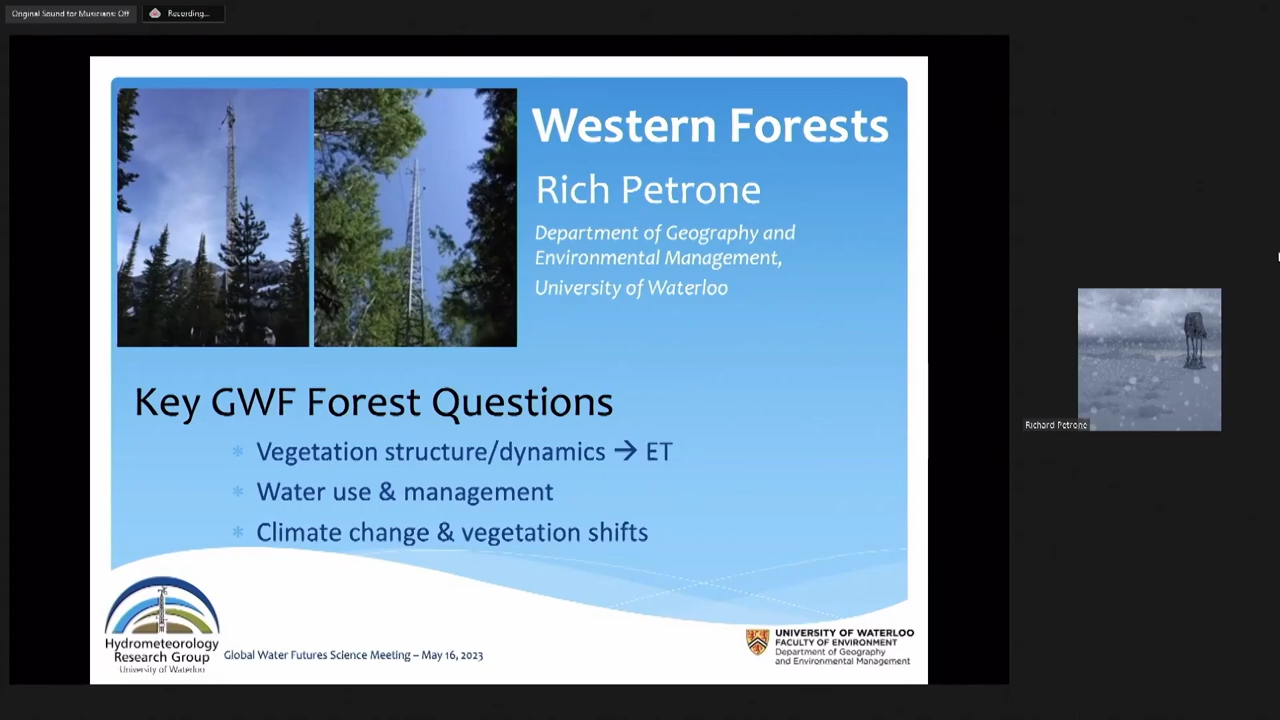 Original Sound for Musicians: Off
Recording...
Western Forests
Rich Petrone
Department of Geography and
Environmental Management,
University of Waterloo
Key GWF Forest Questions
* Vegetation structure/dynamics → ET
* Water use & management
* Climate change & vegetation shifts
Richard Petrone
Hydrometeorology
Research Group
University of Waterloo
Global Water Futures Science Meeting – May 16, 2023
UNIVERSITY OF WATERLOO
FACULTY OF ENVIRONMENT
Department of Geography
and Environmental Management